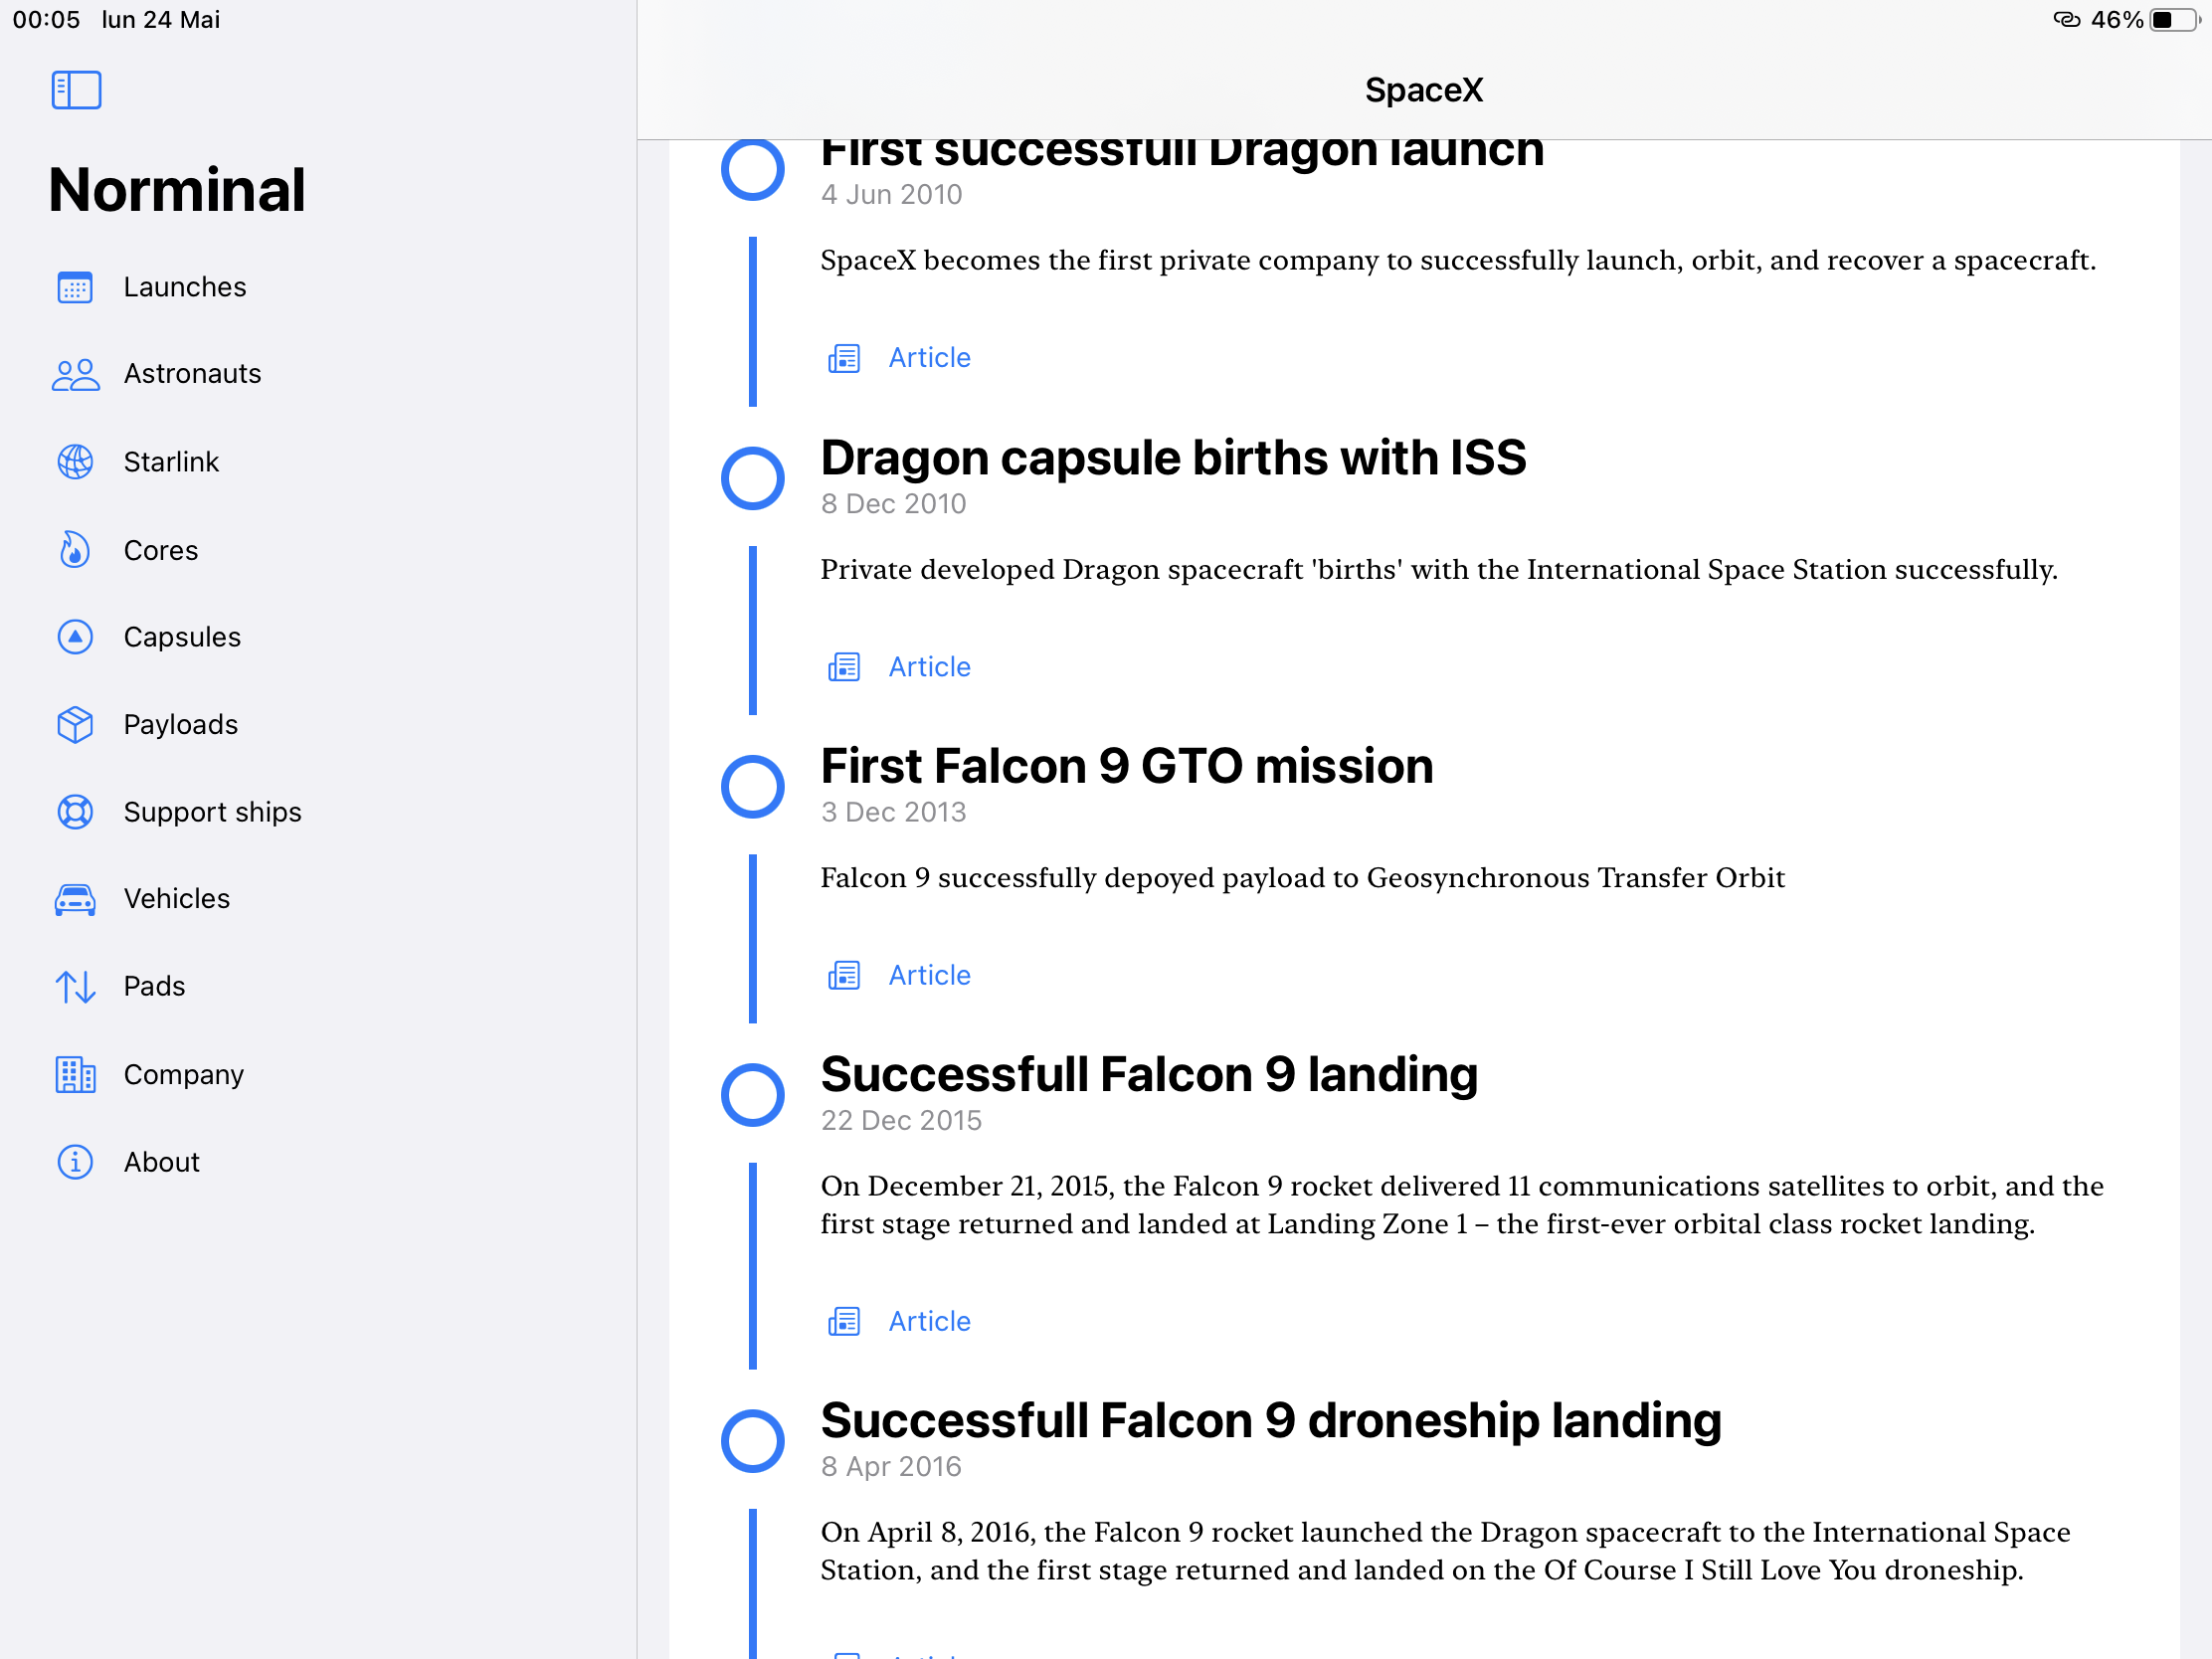 00:05 lun 24 Mai
46%
Norminal
Launches
Astronauts
Starlink
Cores
Capsules
Payloads
Support ships
Vehicles
Pads
Company
About
SpaceX
First successfull Dragon launch
4 Jun 2010
SpaceX becomes the first private company to successfully launch, orbit, and recover a spacecraft.
Article
Dragon capsule births with ISS
8 Dec 2010
Private developed Dragon spacecraft 'births' with the International Space Station successfully.
Article
First Falcon 9 GTO mission
3 Dec 2013
Falcon 9 successfully depoyed payload to Geosynchronous Transfer Orbit
Article
Successfull Falcon 9 landing
22 Dec 2015
On December 21, 2015, the Falcon 9 rocket delivered 11 communications satellites to orbit, and the
first stage returned and landed at Landing Zone 1 – the first-ever orbital class rocket landing.
Article
Successfull Falcon 9 droneship landing
8 Apr 2016
On April 8, 2016, the Falcon 9 rocket launched the Dragon spacecraft to the International Space
Station, and the first stage returned and landed on the Of Course I Still Love You droneship.